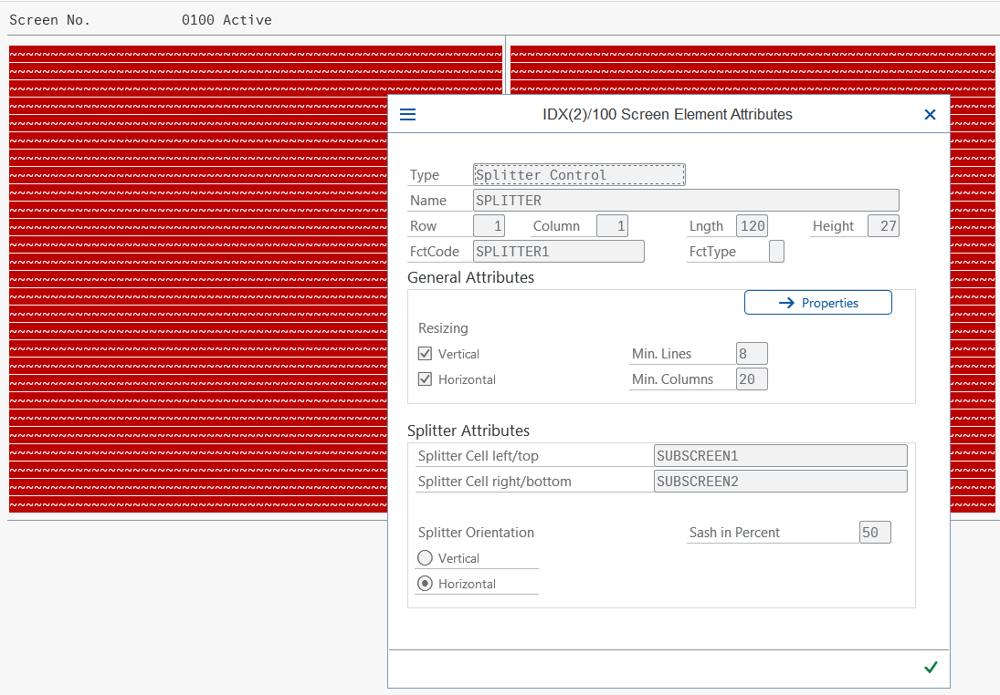 Screen No. 0100 Active
IDX(2)/100 Screen Element Attributes
Type Splitter Control
Name SPLITTER
Row 1 Column 1 Lngth 120 Height 27
FctCode SPLITTER1 FctType
General Attributes
Properties
Resizing
Vertical Min. Lines 8
Horizontal Min. Columns 20
Splitter Attributes
Splitter Cell left/top SUBSCREEN1
Splitter Cell right/bottom SUBSCREEN2
Splitter Orientation Sash in Percent 50
Vertical
Horizontal